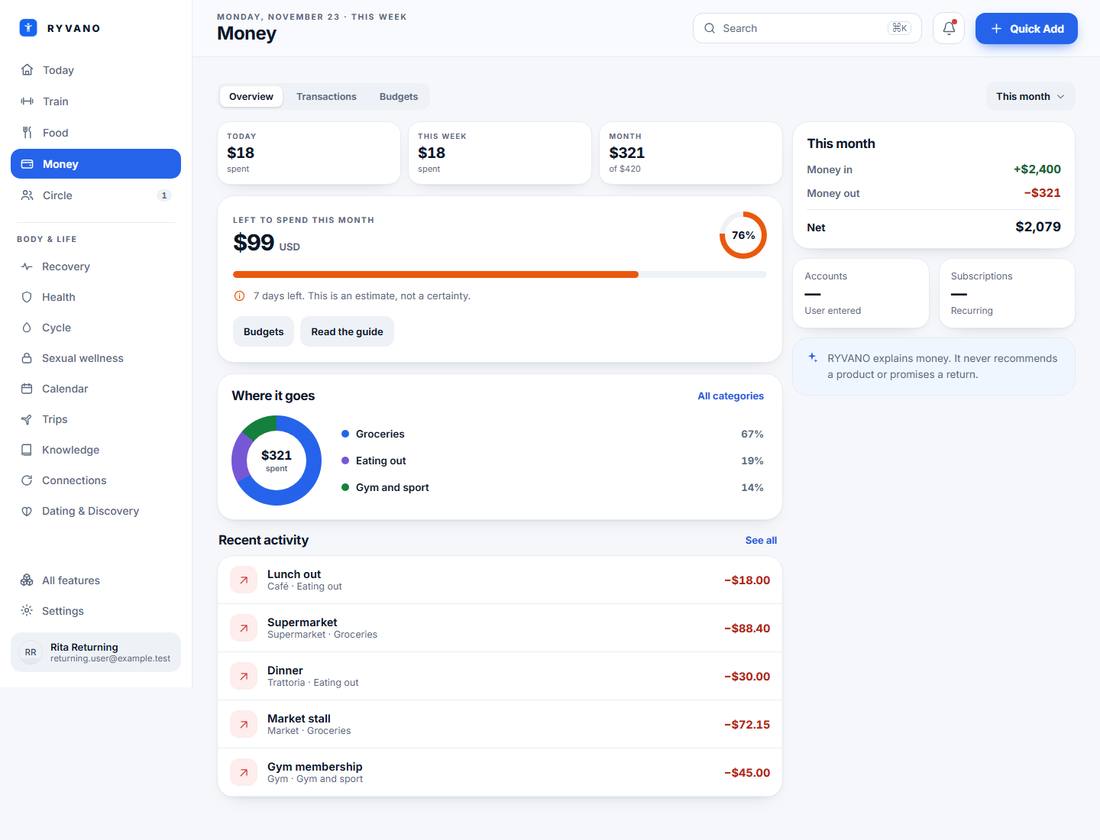 RYVANO
Today
Train
Food
Money
Circle
1
BODY & LIFE
Recovery
Health
Cycle
Sexual wellness
Calendar
Trips
Knowledge
Connections
Dating & Discovery
All features
Settings
RR
Rita Returning
returning.user@example.test
MONDAY, NOVEMBER 23 · THIS WEEK
Money
Search
⌘K
Quick Add
Overview
Transactions
Budgets
This month
TODAY
$18
spent
THIS WEEK
$18
spent
MONTH
$321
of $420
LEFT TO SPEND THIS MONTH
$99 USD
76%
7 days left. This is an estimate, not a certainty.
Budgets
Read the guide
Where it goes
All categories
$321
spent
Groceries
67%
Eating out
19%
Gym and sport
14%
Recent activity
See all
Lunch out
Café · Eating out
−$18.00
Supermarket
Supermarket · Groceries
−$88.40
Dinner
Trattoria · Eating out
−$30.00
Market stall
Market · Groceries
−$72.15
Gym membership
Gym · Gym and sport
−$45.00
This month
Money in
+$2,400
Money out
−$321
Net
$2,079
Accounts
—
User entered
Subscriptions
—
Recurring
RYVANO explains money. It never recommends
a product or promises a return.